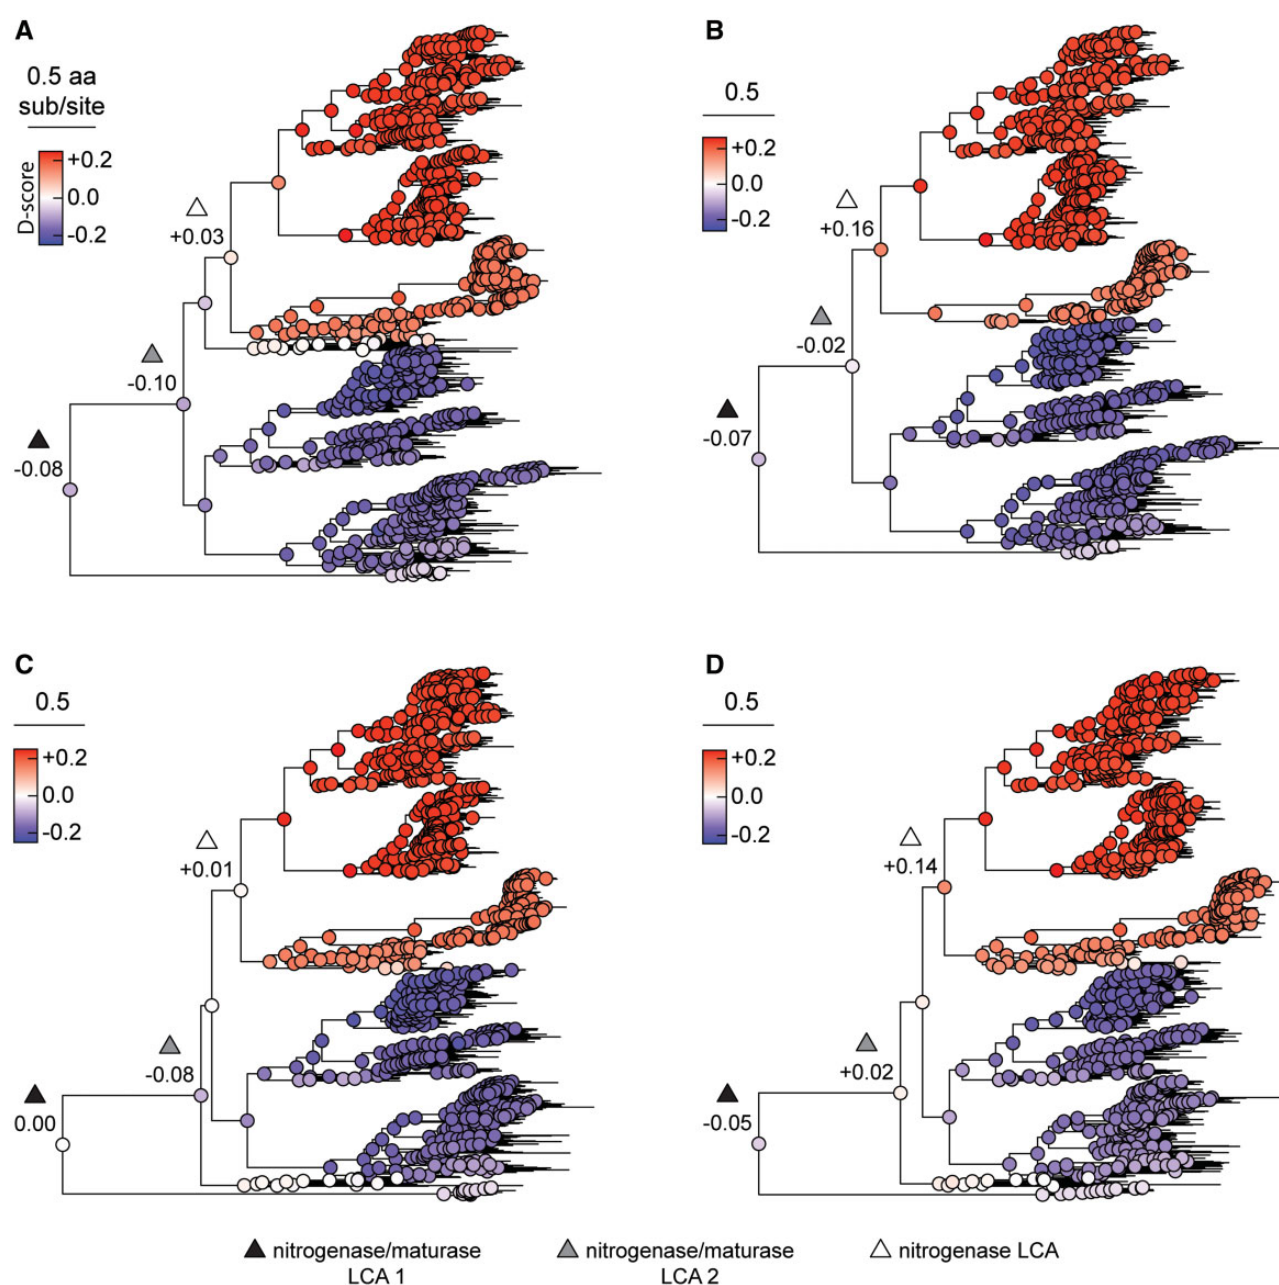 A
0.5 aa
sub/site
D-score
+0.2
0.0
-0.2
+0.03
-0.10
-0.08
B
0.5
+0.2
0.0
-0.2
+0.16
-0.02
-0.07
C
0.5
+0.2
0.0
-0.2
+0.01
-0.08
0.00
D
0.5
+0.2
0.0
-0.2
+0.14
+0.02
-0.05
nitrogenase/maturase
LCA 1
nitrogenase/maturase
LCA 2
nitrogenase LCA